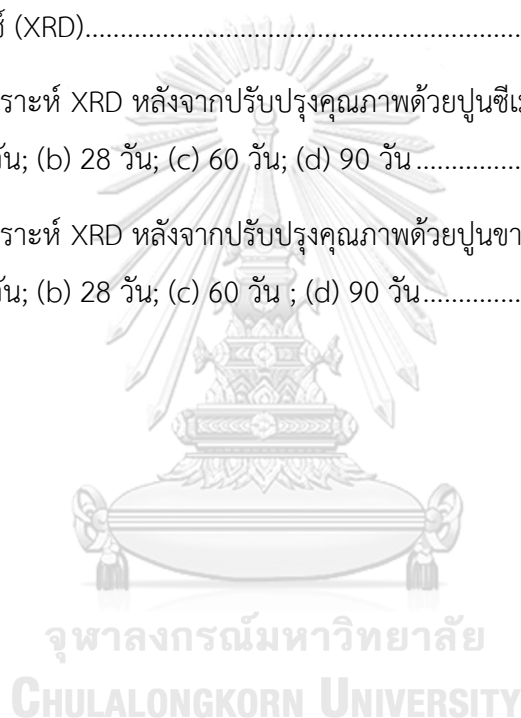 ซ์ (XRD)......................................................................
ราะห์ XRD หลังจากปรับปรุงคุณภาพด้วยปูนซีเม
วัน; (b) 28 วัน; (c) 60 วัน; (d) 90 วัน................
ราะห์ XRD หลังจากปรับปรุงคุณภาพด้วยปูนขา
วัน; (b) 28 วัน; (c) 60 วัน ; (d) 90 วัน...............
จุฬาลงกรณ์มหาวิทยาลัย
CHULALONGKORN UNIVERSITY